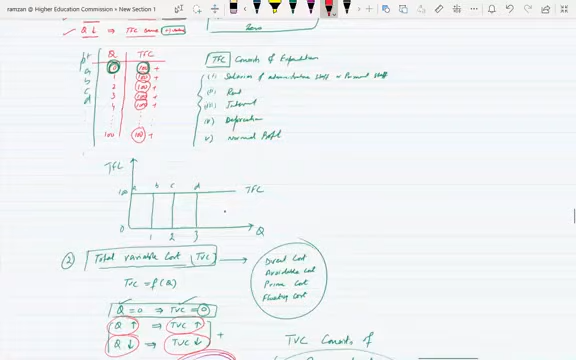 ramzan @ Higher Education Commission » New Section 1
Zero
Q ↓ ⇒ TFC same
pt Q TFC
a 0 100 +
b 1 100 +
c 2 100 +
d 3 100 +
4 100 +
100 100 +
TFC Consists of Expenditure
Salaries of administrative staff or Permanent staff
(ii) Rent
(iii) Interest
iv) Depreciation
v) Normal Profit
TFC
100 a b c d TFC
0 1 2 3 Q
② Total variable Cost (TVC) →
TVC = f(Q)
Q = 0 ⇒ TVC = 0
Q ↑ ⇒ TVC ↑
Q ↓ ⇒ TVC ↓ +
Direct Cost
Avoidable Cost
Prime Cost
Floating Cost
TVC Consists of